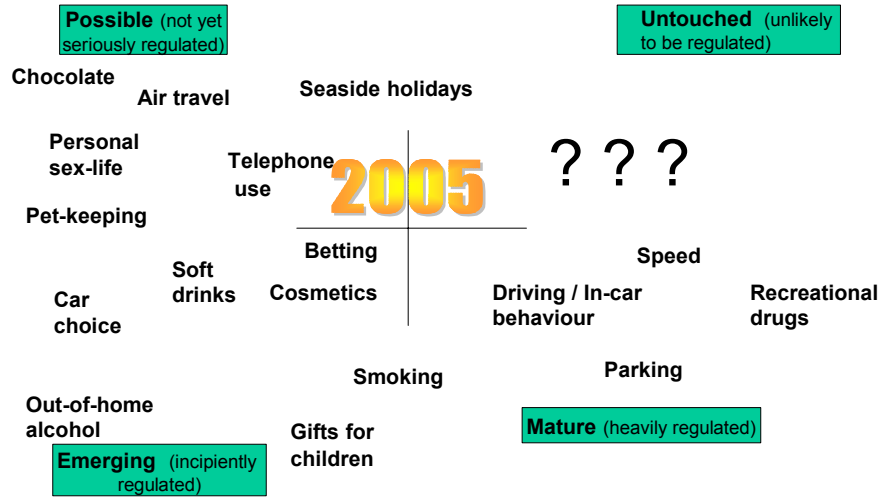 Possible (not yet
seriously regulated)
Untouched (unlikely
to be regulated)
Chocolate
Air travel
Seaside holidays
Personal
sex-life
Telephone
use
2005
? ? ?
Pet-keeping
Betting
Speed
Soft
drinks
Cosmetics
Driving / In-car
behaviour
Recreational
drugs
Car
choice
Smoking
Parking
Out-of-home
alcohol
Gifts for
children
Mature (heavily regulated)
Emerging (incipiently
regulated)